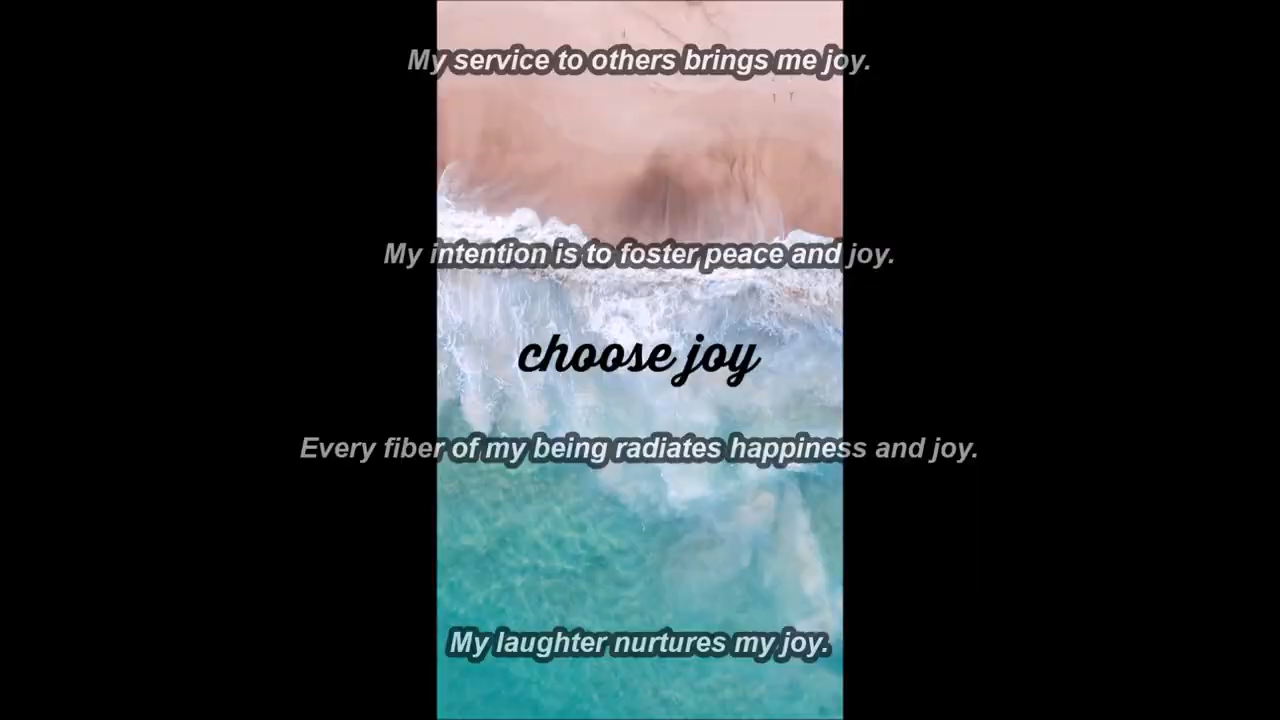 My service to others brings me joy.
My intention is to foster peace and joy.
choose joy
Every fiber of my being radiates happiness and joy.
My laughter nurtures my joy.